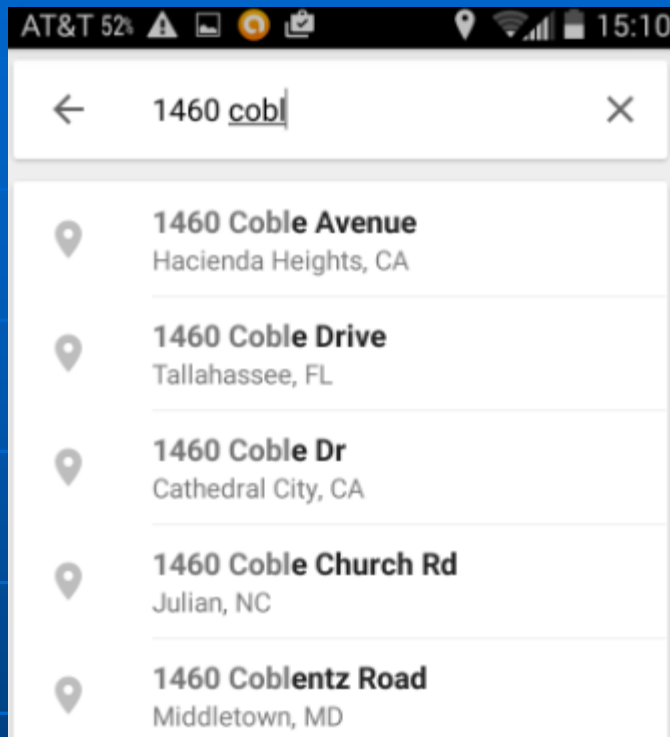 AT&T 52% 15:10
1460 cobl
1460 Coble Avenue
Hacienda Heights, CA
1460 Coble Drive
Tallahassee, FL
1460 Coble Dr
Cathedral City, CA
1460 Coble Church Rd
Julian, NC
1460 Coblentz Road
Middletown, MD